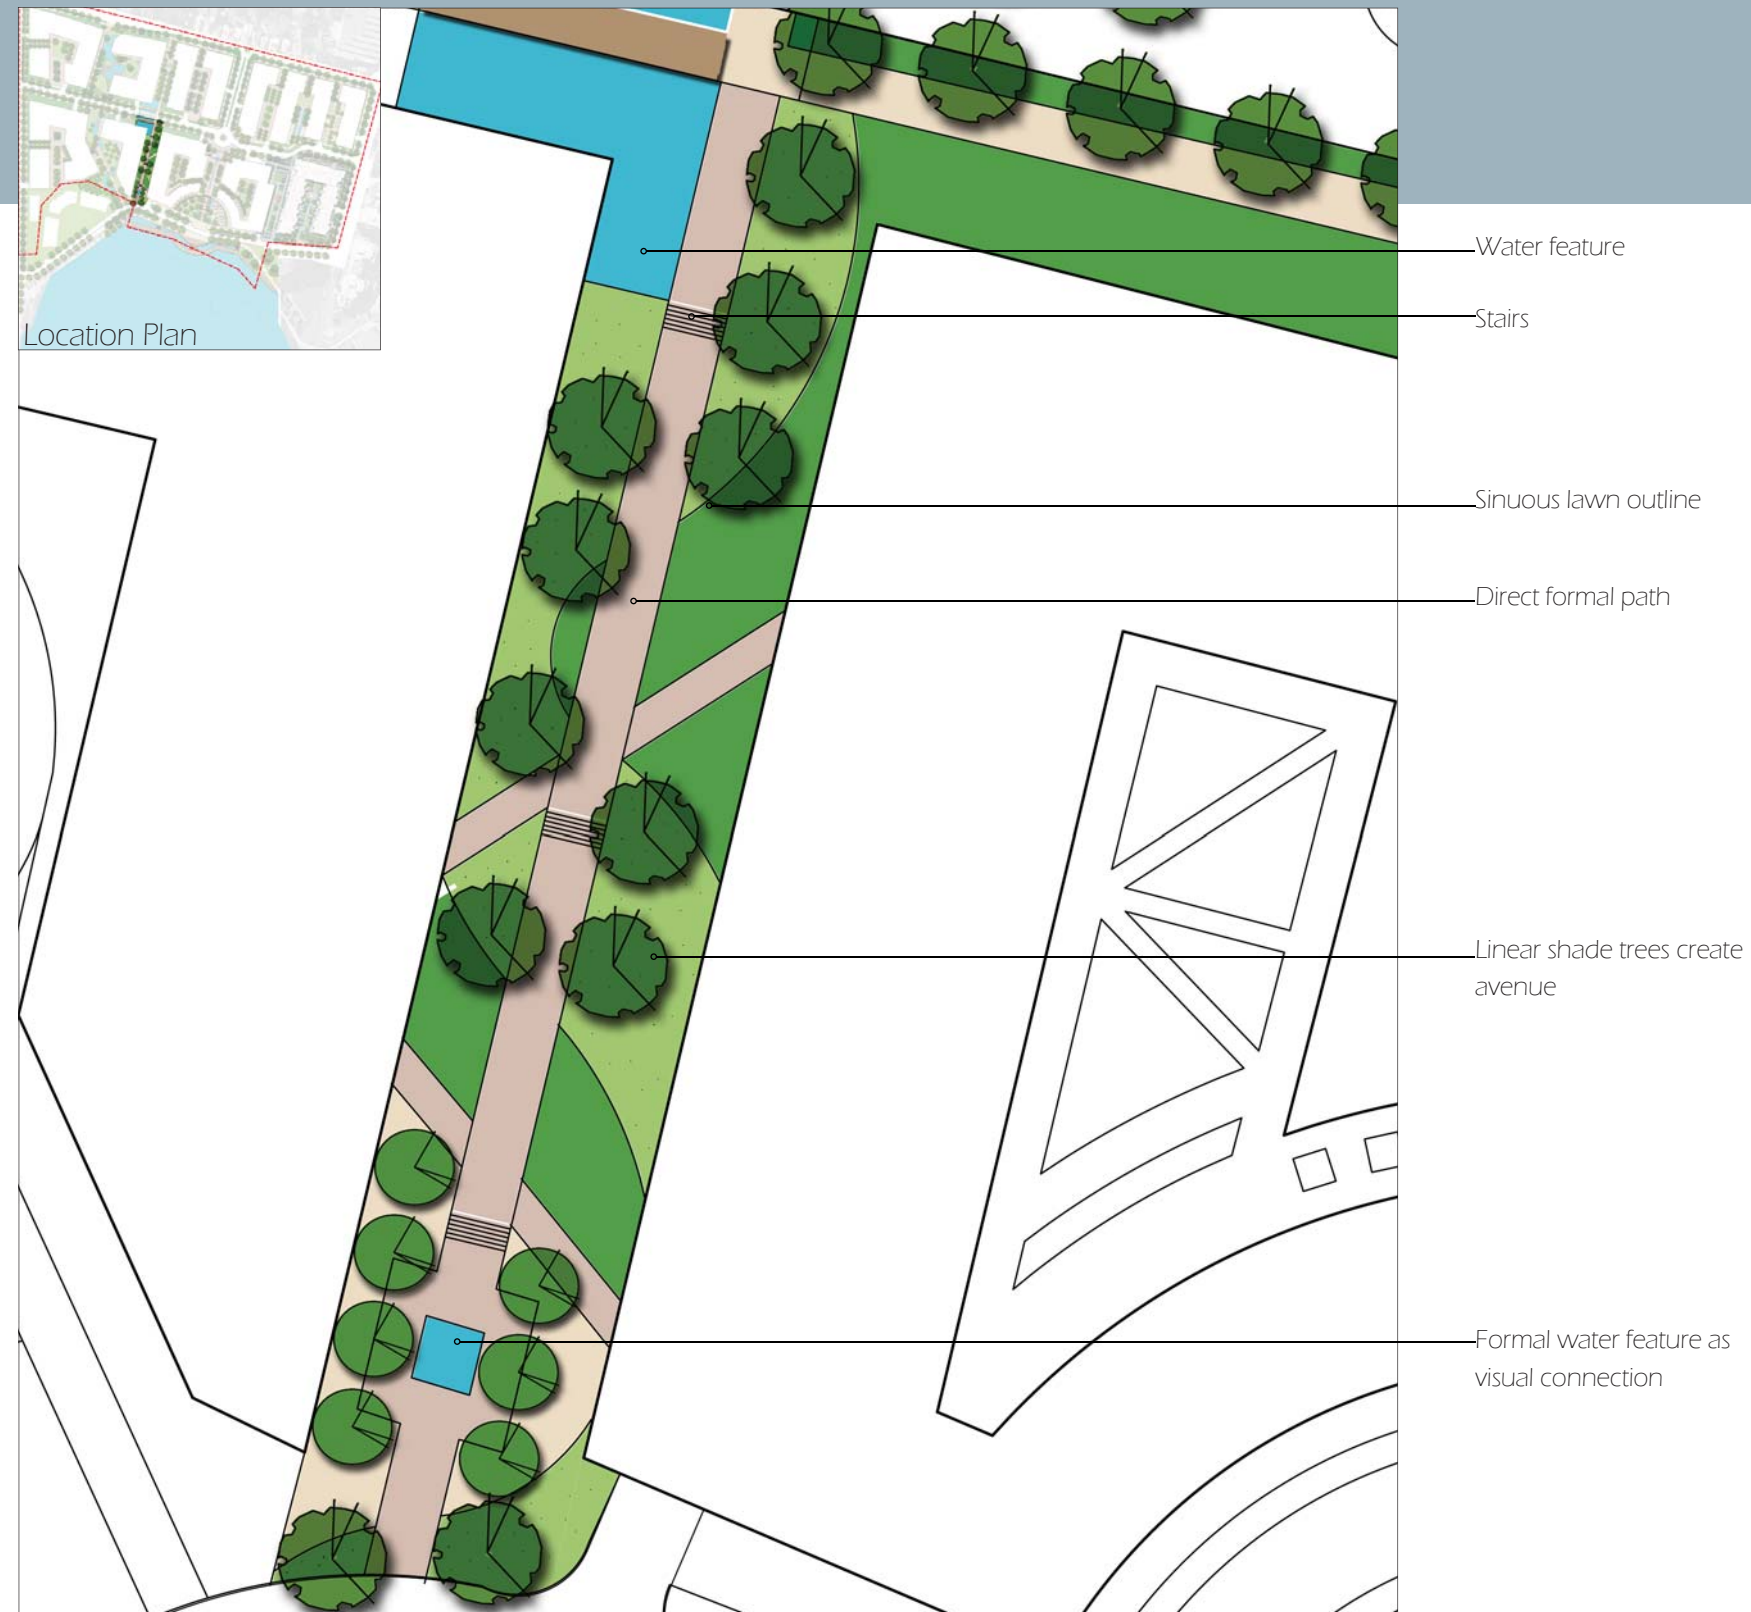 Location Plan
Water feature
Stairs
Sinuous lawn outline
Direct formal path
Linear shade trees create
avenue
Formal water feature as
visual connection